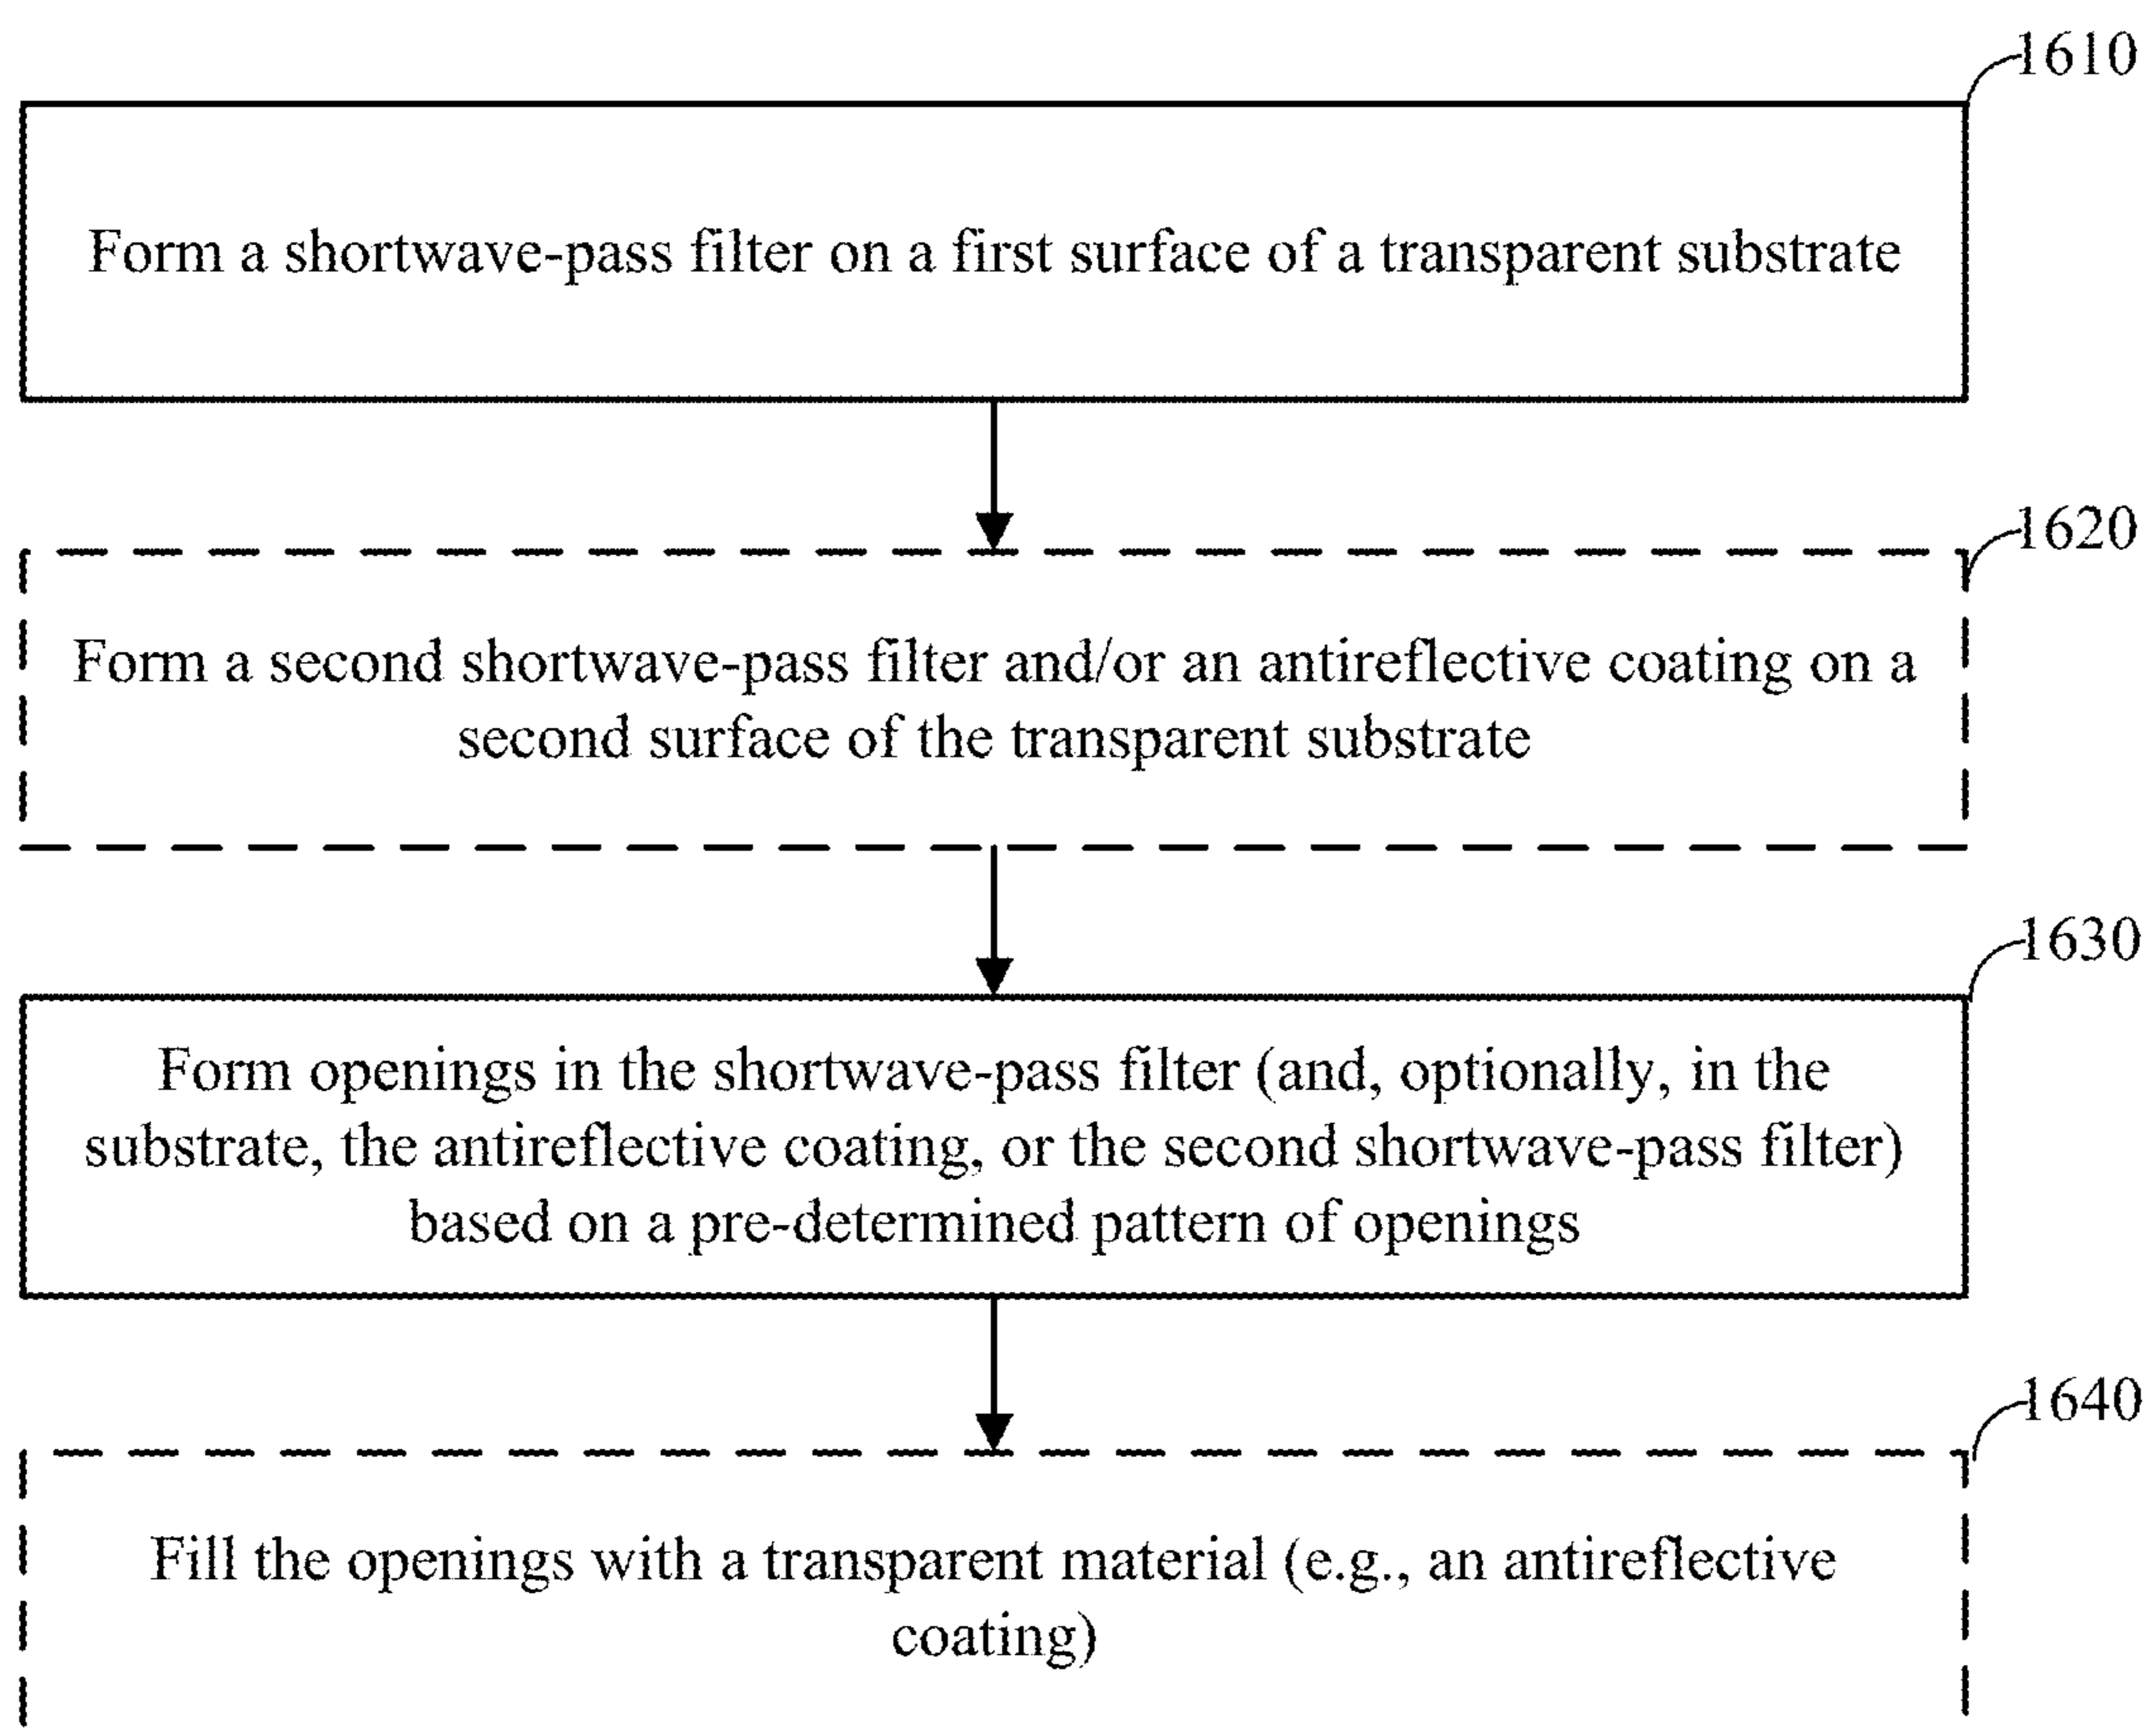 1610
Form a shortwave-pass filter on a first surface of a transparent substrate
1620
Form a second shortwave-pass filter and/or an antireflective coating on a
second surface of the transparent substrate
1630
Form openings in the shortwave-pass filter (and, optionally, in the
substrate, the antireflective coating, or the second shortwave-pass filter)
based on a pre-determined pattern of openings
1640
Fill the openings with a transparent material (e.g., an antireflective
coating)